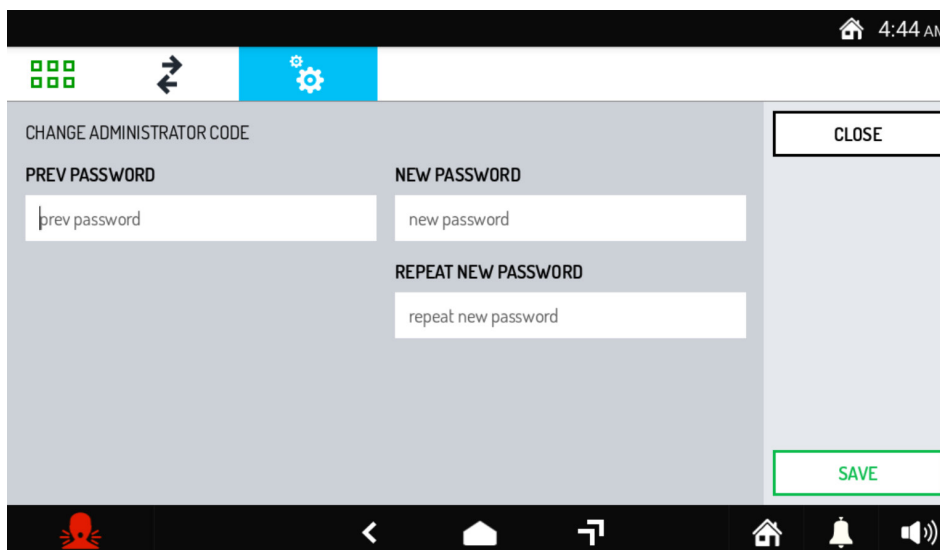 4:44 AM
CHANGE ADMINISTRATOR CODE
CLOSE
PREV PASSWORD
NEW PASSWORD
prev password
new password
REPEAT NEW PASSWORD
repeat new password
SAVE